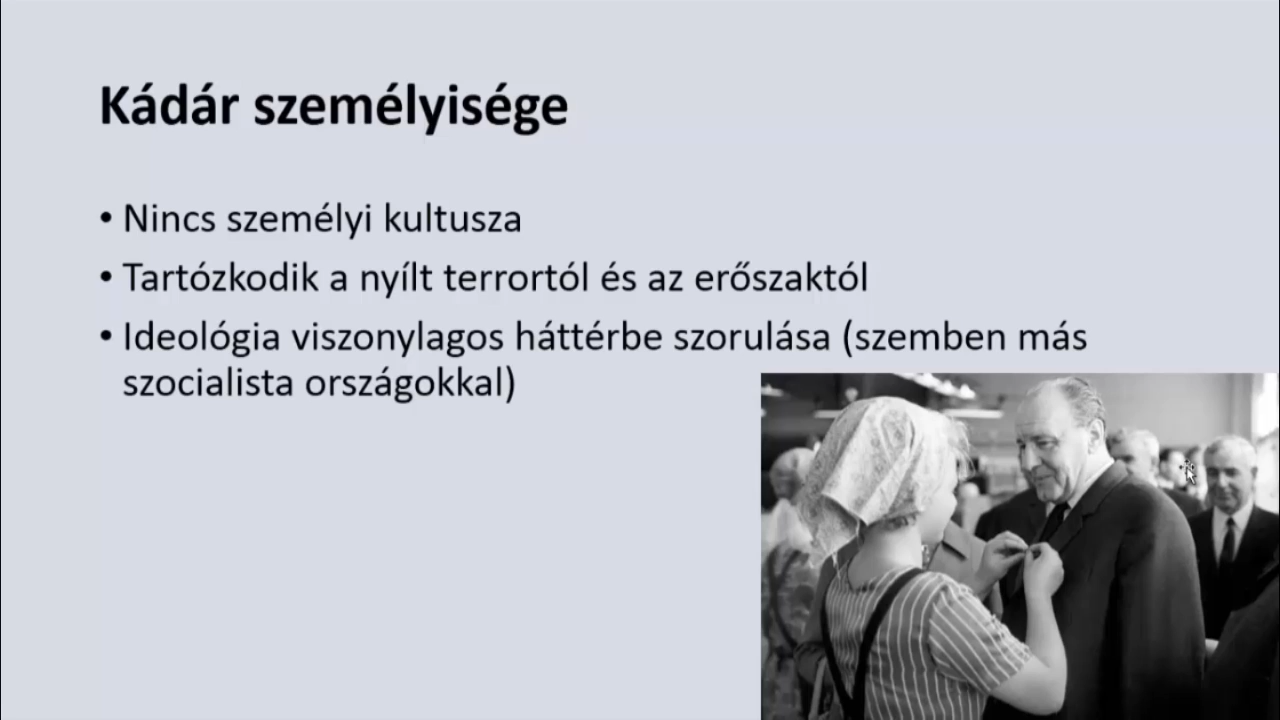 Kádár személyisége
• Nincs személyi kultusza
• Tartózkodik a nyílt terrortól és az erőszaktól
• Ideológia viszonylagos háttérbe szorulása (szemben más
szocialista országokkal)